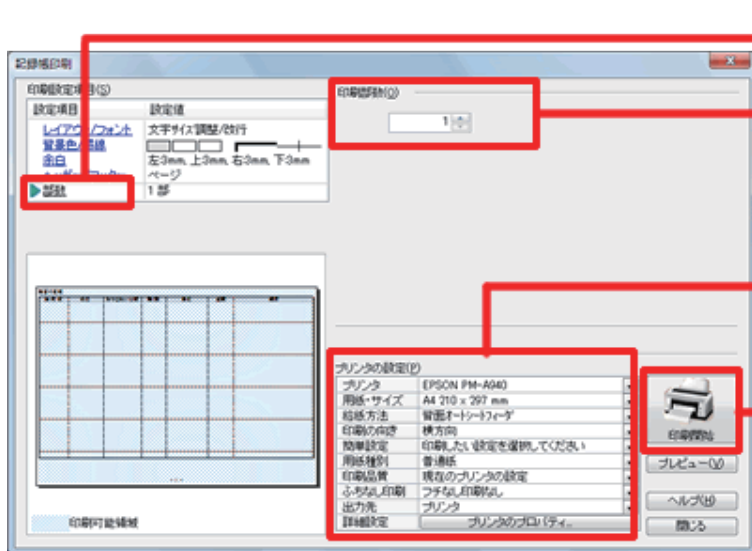 記録帳印刷
印刷設定項目(S)
設定項目 設定値
レイアウト/フォント 文字サイズ調整/改行
背景色/罫線
余白 左3mm, 上3mm, 右3mm, 下3mm
ページ
部数 1 部
印刷部数(O)
1
印刷可能領域
プリンタの設定(P)
プリンタ EPSON PM-A940
用紙・サイズ A4 210 x 297 mm
給紙方法 背面オートシートフィーダ
印刷の向き 横方向
簡単設定 印刷したい設定を選択してください
用紙種別 普通紙
印刷品質 現在のプリンタの設定
ふちなし印刷 フチなし印刷なし
出力先 プリンタ
詳細設定 プリンタのプロパティ...
印刷開始
プレビュー(V)
ヘルプ(H)
閉じる